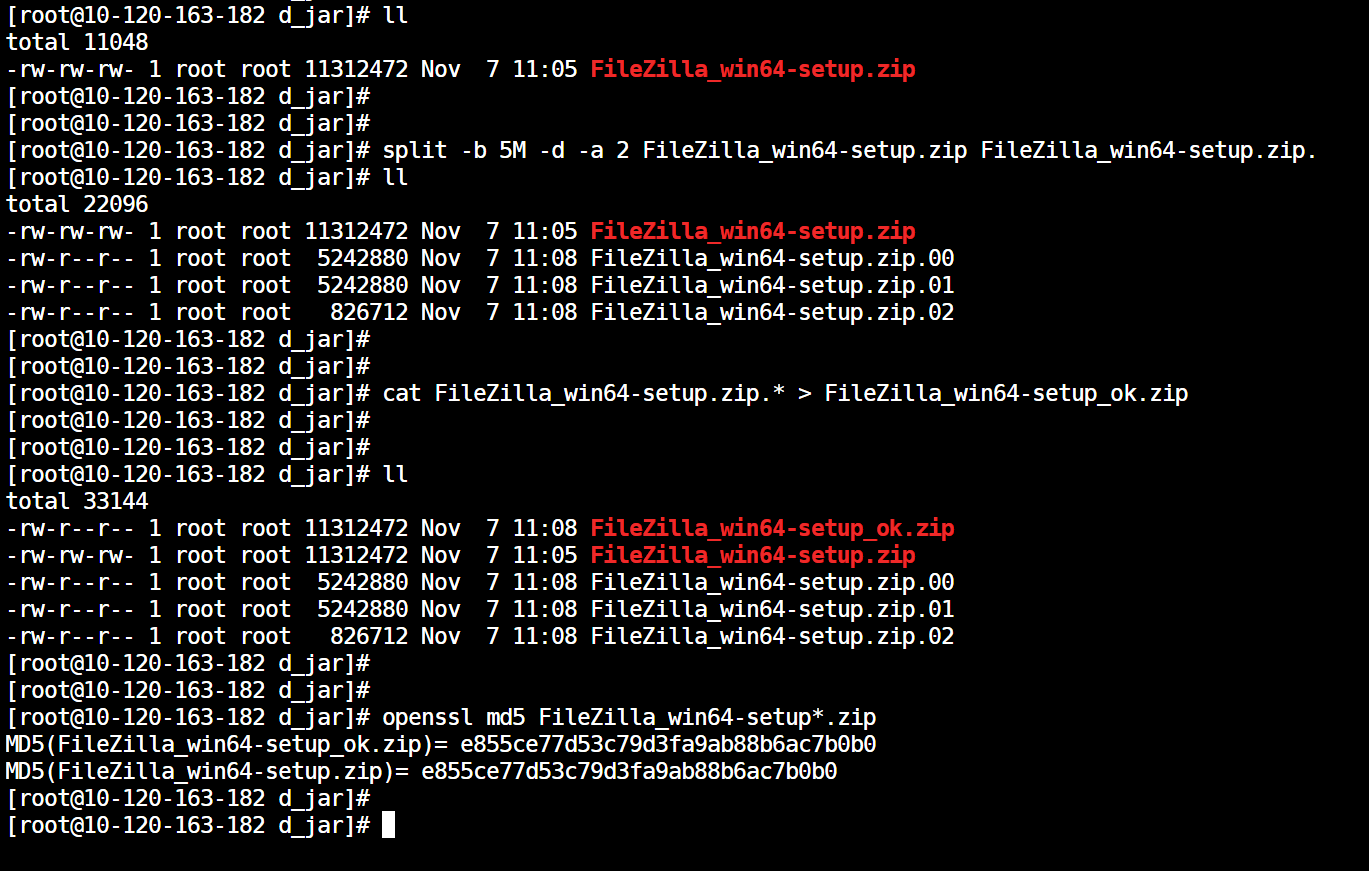 [root@10-120-163-182 d_jar]# ll
total 11048
-rw-rw-rw- 1 root root 11312472 Nov  7 11:05 FileZilla_win64-setup.zip
[root@10-120-163-182 d_jar]#
[root@10-120-163-182 d_jar]#
[root@10-120-163-182 d_jar]# split -b 5M -d -a 2 FileZilla_win64-setup.zip FileZilla_win64-setup.zip.
[root@10-120-163-182 d_jar]# ll
total 22096
-rw-rw-rw- 1 root root 11312472 Nov  7 11:05 FileZilla_win64-setup.zip
-rw-r--r-- 1 root root  5242880 Nov  7 11:08 FileZilla_win64-setup.zip.00
-rw-r--r-- 1 root root  5242880 Nov  7 11:08 FileZilla_win64-setup.zip.01
-rw-r--r-- 1 root root   826712 Nov  7 11:08 FileZilla_win64-setup.zip.02
[root@10-120-163-182 d_jar]#
[root@10-120-163-182 d_jar]#
[root@10-120-163-182 d_jar]# cat FileZilla_win64-setup.zip.* > FileZilla_win64-setup_ok.zip
[root@10-120-163-182 d_jar]#
[root@10-120-163-182 d_jar]#
[root@10-120-163-182 d_jar]# ll
total 33144
-rw-r--r-- 1 root root 11312472 Nov  7 11:08 FileZilla_win64-setup_ok.zip
-rw-rw-rw- 1 root root 11312472 Nov  7 11:05 FileZilla_win64-setup.zip
-rw-r--r-- 1 root root  5242880 Nov  7 11:08 FileZilla_win64-setup.zip.00
-rw-r--r-- 1 root root  5242880 Nov  7 11:08 FileZilla_win64-setup.zip.01
-rw-r--r-- 1 root root   826712 Nov  7 11:08 FileZilla_win64-setup.zip.02
[root@10-120-163-182 d_jar]#
[root@10-120-163-182 d_jar]#
[root@10-120-163-182 d_jar]# openssl md5 FileZilla_win64-setup*.zip
MD5(FileZilla_win64-setup_ok.zip)= e855ce77d53c79d3fa9ab88b6ac7b0b0
MD5(FileZilla_win64-setup.zip)= e855ce77d53c79d3fa9ab88b6ac7b0b0
[root@10-120-163-182 d_jar]#
[root@10-120-163-182 d_jar]#